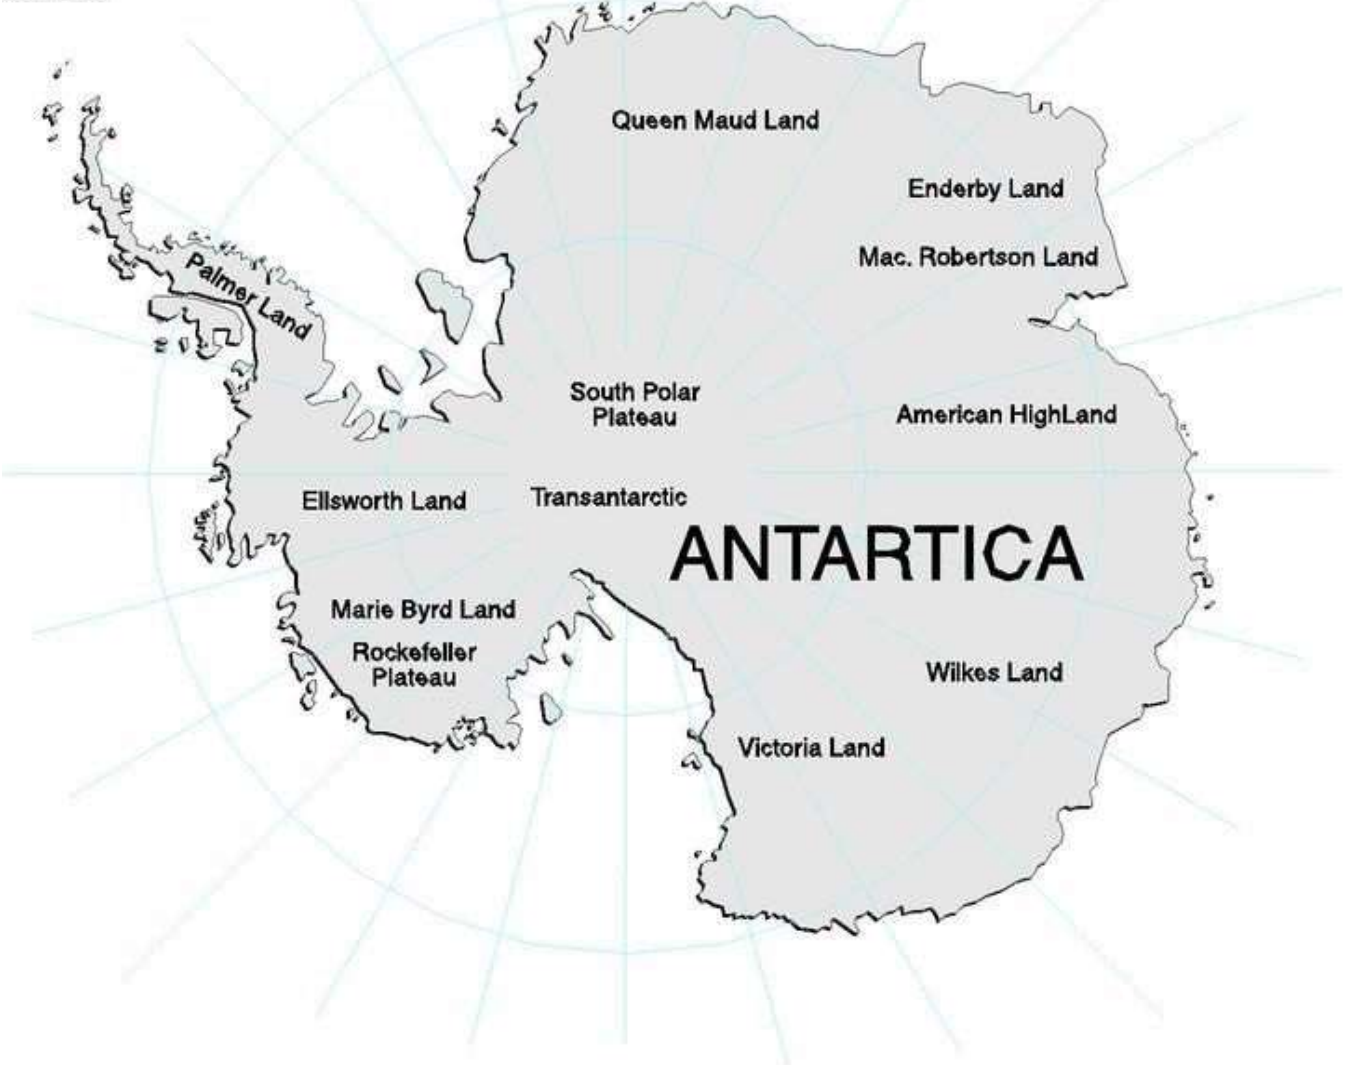 Queen Maud Land
Enderby Land
Mac. Robertson Land
Palmer Land
South Polar
Plateau
American HighLand
Ellsworth Land
Transantarctic
ANTARTICA
Marie Byrd Land
Rockefeller
Plateau
Wilkes Land
Victoria Land